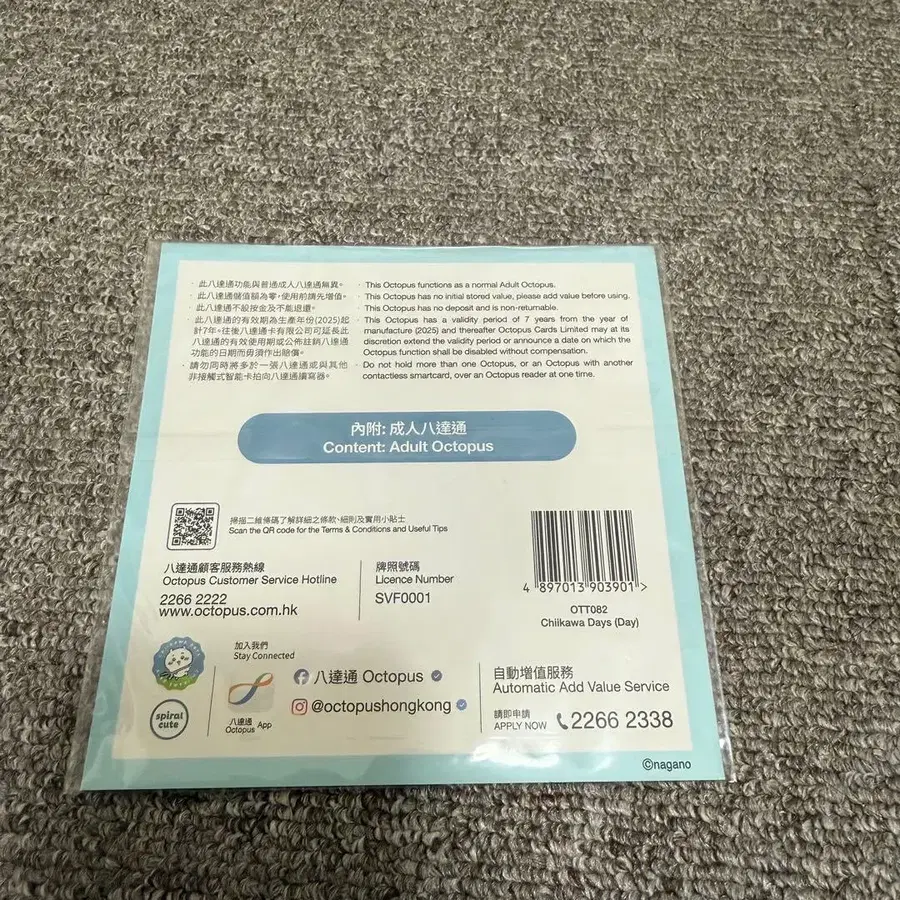 · 此八達通功能與普通成人八達通無異。
· 此八達通儲值額為零，使用前請先增值。
· 此八達通不設按金及不能退還。
· 此八達通的有效期為生產年份(2025)起
計7年。往後八達通卡有限公司可延長此
八達通的有效使用期或公佈註銷八達通
功能的日期而毋須作出賠償。
· 請勿同時將多於一張八達通或與其他
非接觸式智能卡拍向八達通讀寫器。
· This Octopus functions as a normal Adult Octopus.
· This Octopus has no initial stored value, please add value before using.
· This Octopus has no deposit and is non-returnable.
· This Octopus has a validity period of 7 years from the year of
manufacture (2025) and thereafter Octopus Cards Limited may at its
discretion extend the validity period or announce a date on which the
Octopus function shall be disabled without compensation.
· Do not hold more than one Octopus, or an Octopus with another
contactless smartcard, over an Octopus reader at one time.
內附: 成人八達通
Content: Adult Octopus
掃描二維條碼了解詳細之條款、細則及實用小貼士
Scan the QR code for the Terms & Conditions and Useful Tips
八達通顧客服務熱線
Octopus Customer Service Hotline
2266 2222
www.octopus.com.hk
牌照號碼
Licence Number
SVF0001
4 897013 903901 >
OTT082
Chiikawa Days (Day)
spiral
cute
加入我們
Stay Connected
八達通
Octopus App
八達通 Octopus
@octopushongkong
自動增值服務
Automatic Add Value Service
請即申請
APPLY NOW 2266 2338
©nagano